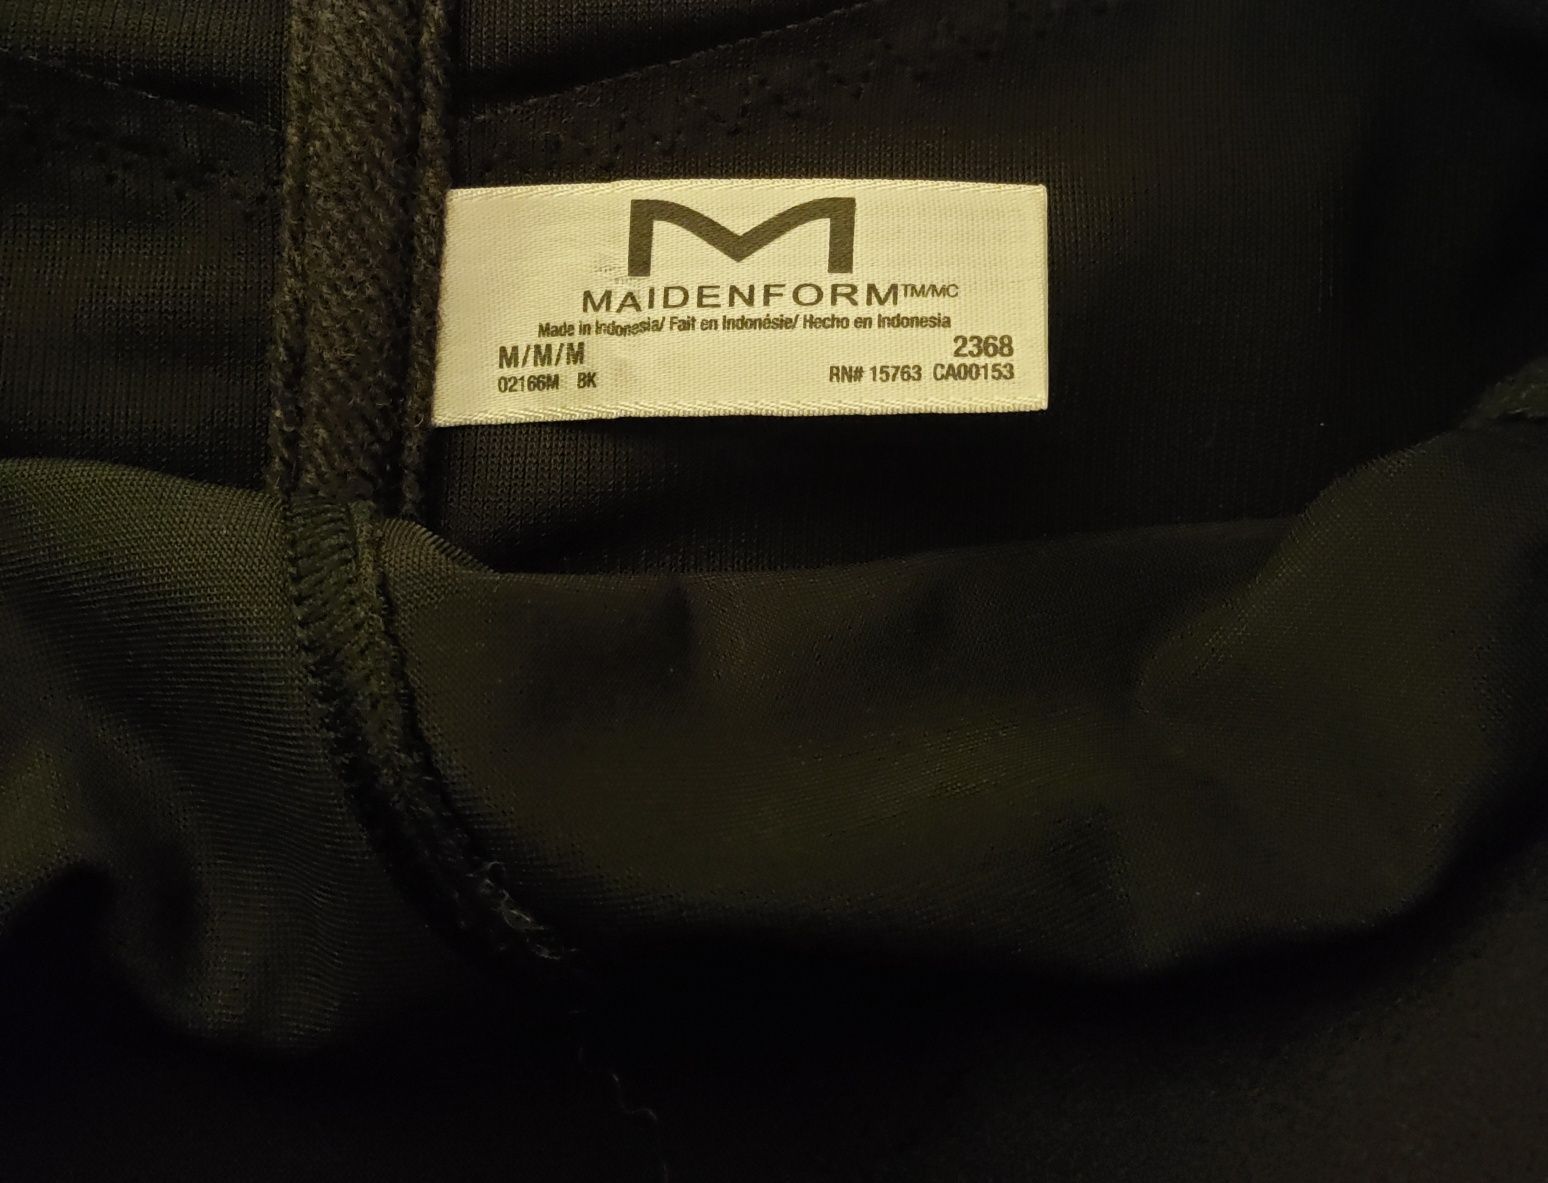 M
MAIDENFORM™/MC
Made in Indonesia/ Fait en Indonésie/ Hecho en Indonesia
M/M/M 2368
02166M BK RN# 15763 CA00153